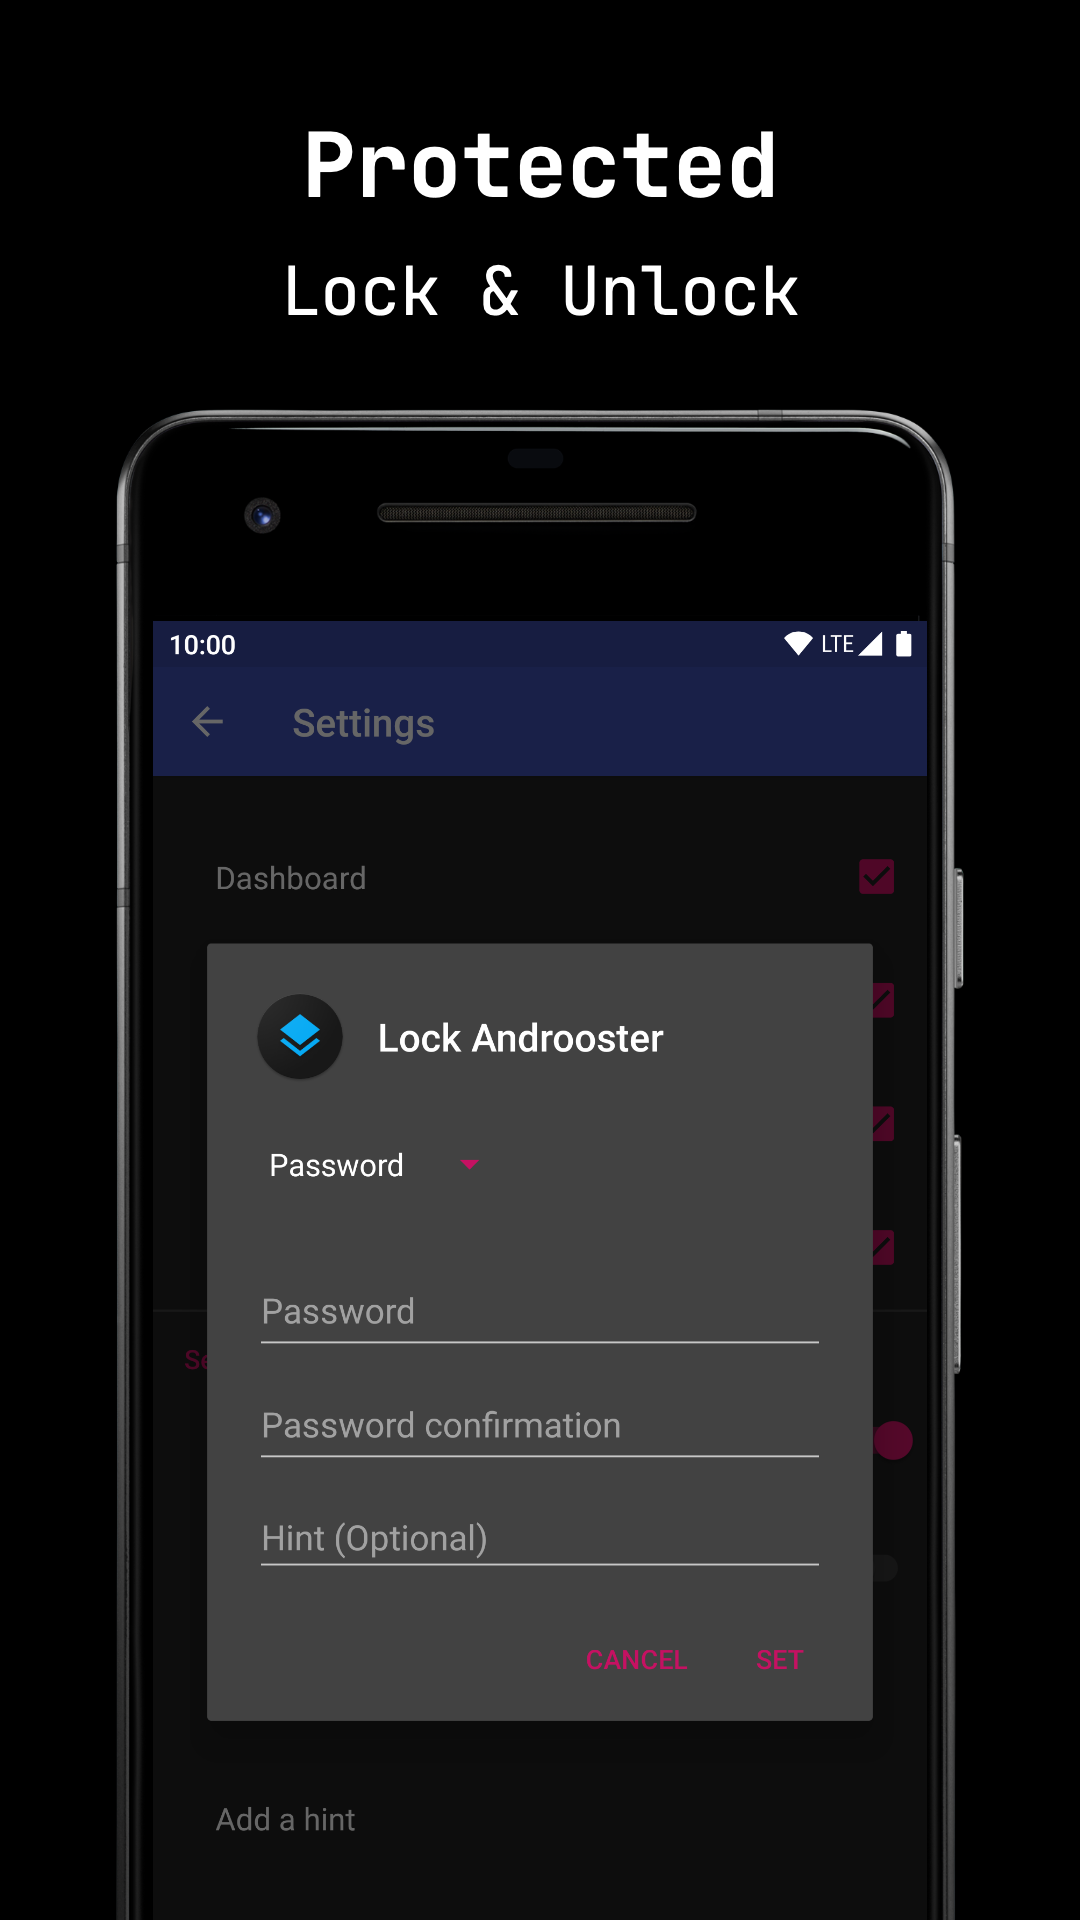 Protected
Lock & Unlock
10:00 LTE
Settings
Dashboard
Lock Androoster
Password
Password
Password confirmation
Hint (Optional)
CANCEL SET
Add a hint